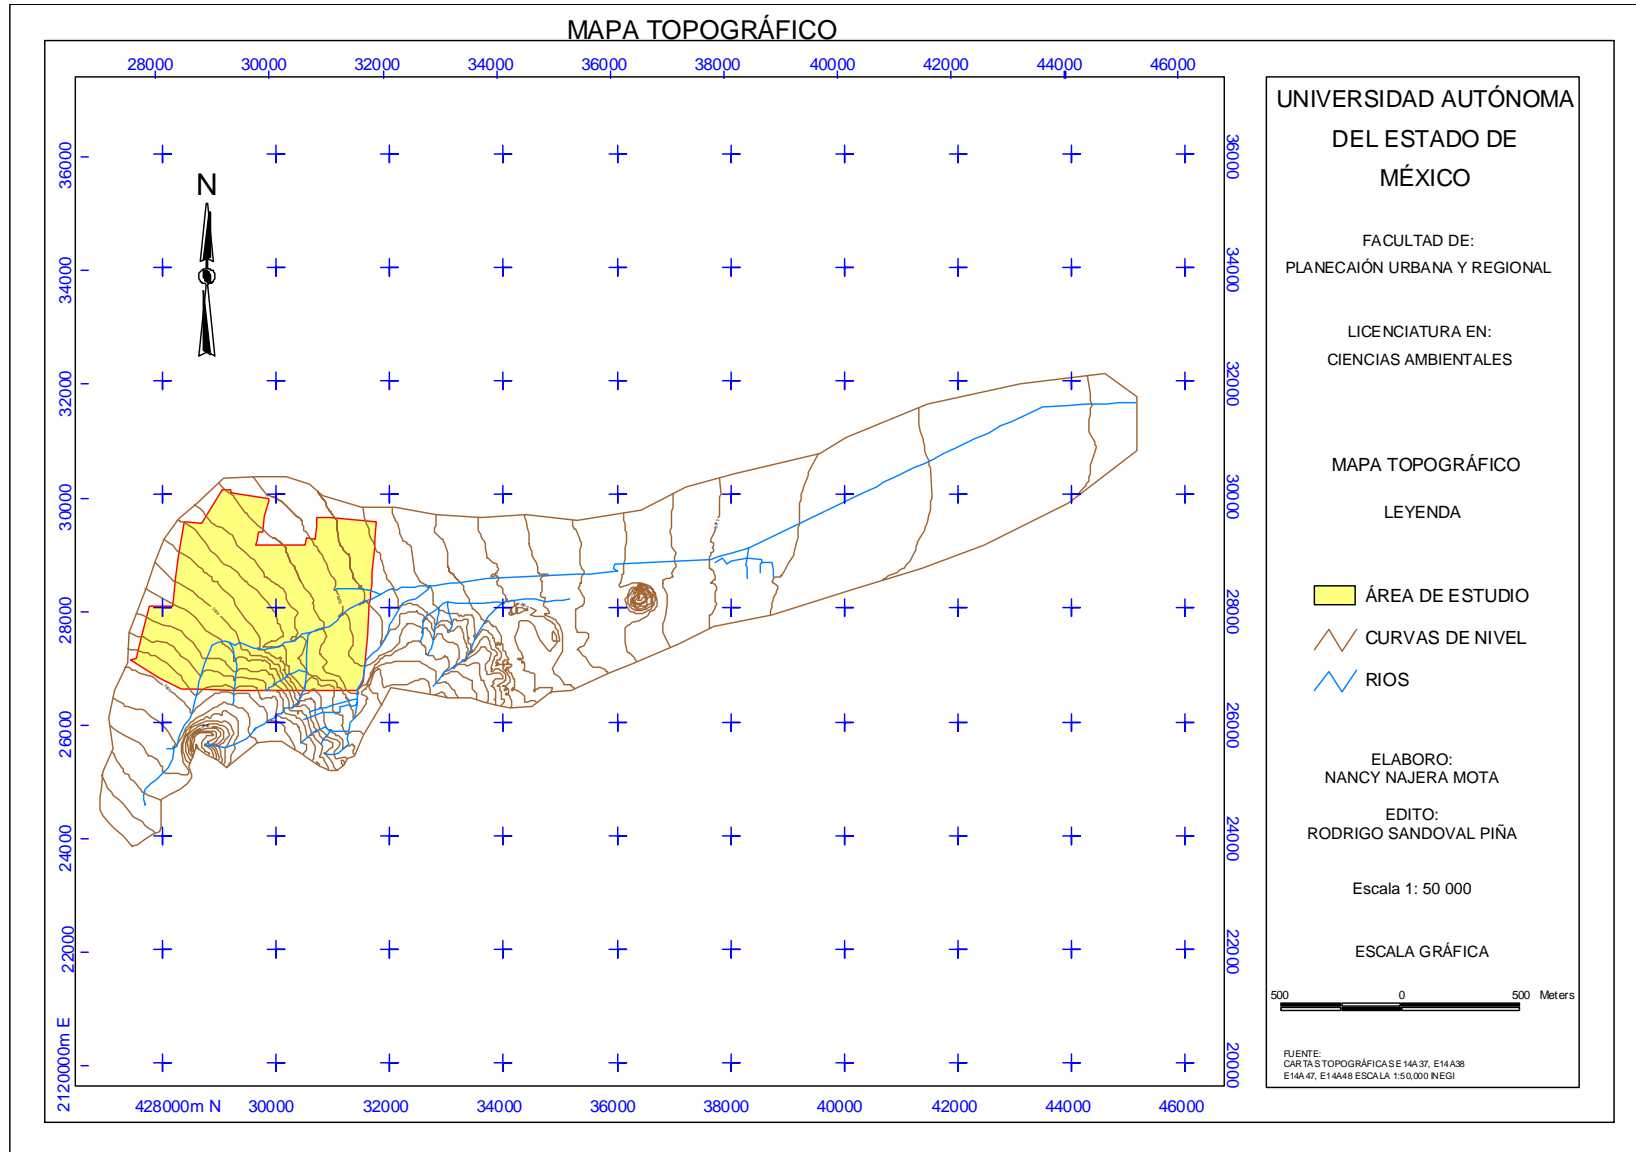 MAPA TOPOGRÁFICO
28000 30000 32000 34000 36000 38000 40000 42000 44000 46000
36000
34000
32000
30000
28000
26000
24000
22000
2120000m E
N
36000
34000
32000
30000
28000
26000
24000
22000
20000
428000m N 30000 32000 34000 36000 38000 40000 42000 44000 46000
UNIVERSIDAD AUTÓNOMA
DEL ESTADO DE
MÉXICO
FACULTAD DE:
PLANECAIÓN URBANA Y REGIONAL
LICENCIATURA EN:
CIENCIAS AMBIENTALES
MAPA TOPOGRÁFICO
LEYENDA
ÁREA DE ESTUDIO
CURVAS DE NIVEL
RIOS
ELABORO:
NANCY NAJERA MOTA
EDITO:
RODRIGO SANDOVAL PIÑA
Escala 1: 50 000
ESCALA GRÁFICA
500 0 500 Meters
FUENTE:
CARTAS TOPOGRÁFICAS E 14A 37, E14A38
E14A 47, E14A48 ESCALA 1:50,000 INEGI